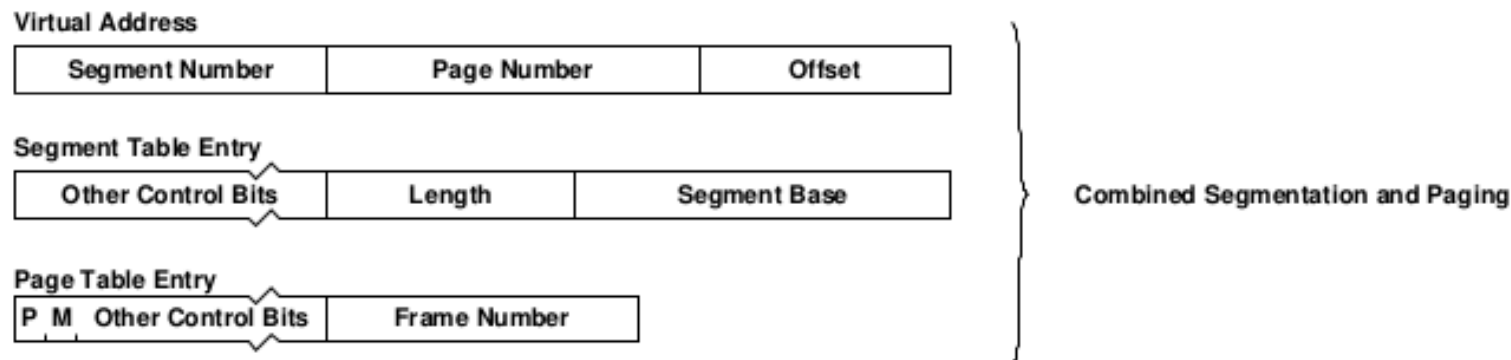 Virtual Address
Segment Number Page Number Offset
Segment Table Entry
Other Control Bits Length Segment Base
Combined Segmentation and Paging
Page Table Entry
P M Other Control Bits Frame Number